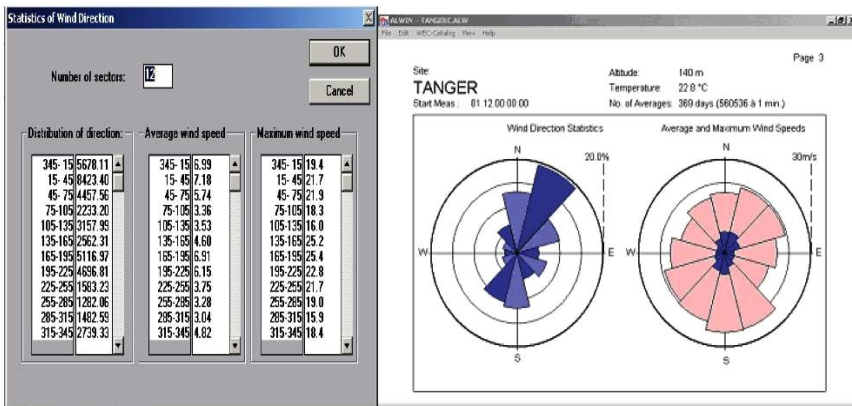 Statistics of Wind Direction
Number of sectors: 12
OK
Cancel
Distribution of direction: Average wind speed Maximum wind speed
345- 15 5678.11 345- 15 6.99 345- 15 19.4
15- 45 8423.40 15- 45 7.18 15- 45 21.7
45- 75 4457.56 45- 75 5.74 45- 75 21.9
75-105 2233.20 75-105 3.36 75-105 18.3
105-135 3157.99 105-135 3.53 105-135 16.0
135-165 2562.31 135-165 4.60 135-165 25.2
165-195 5116.97 165-195 6.91 165-195 25.4
195-225 4696.81 195-225 6.15 195-225 22.8
225-255 1583.23 225-255 3.75 225-255 21.7
255-285 1282.06 255-285 3.28 255-285 19.0
285-315 1482.59 285-315 3.04 285-315 15.9
315-345 2739.33 315-345 4.82 315-345 18.4
ALWIN - TANGERC.ALW
File Edit WEC-Catalog View Help
Page 3
Site: Altitude: 140 m
TANGER Temperature: 22.8 °C
Start Meas : 01.12.00 00:00 No. of Averages: 369 days (560536 à 1 min.)
Wind Direction Statistics Average and Maximum Wind Speeds
N 20.0% N 30m/s
W E W E
S S